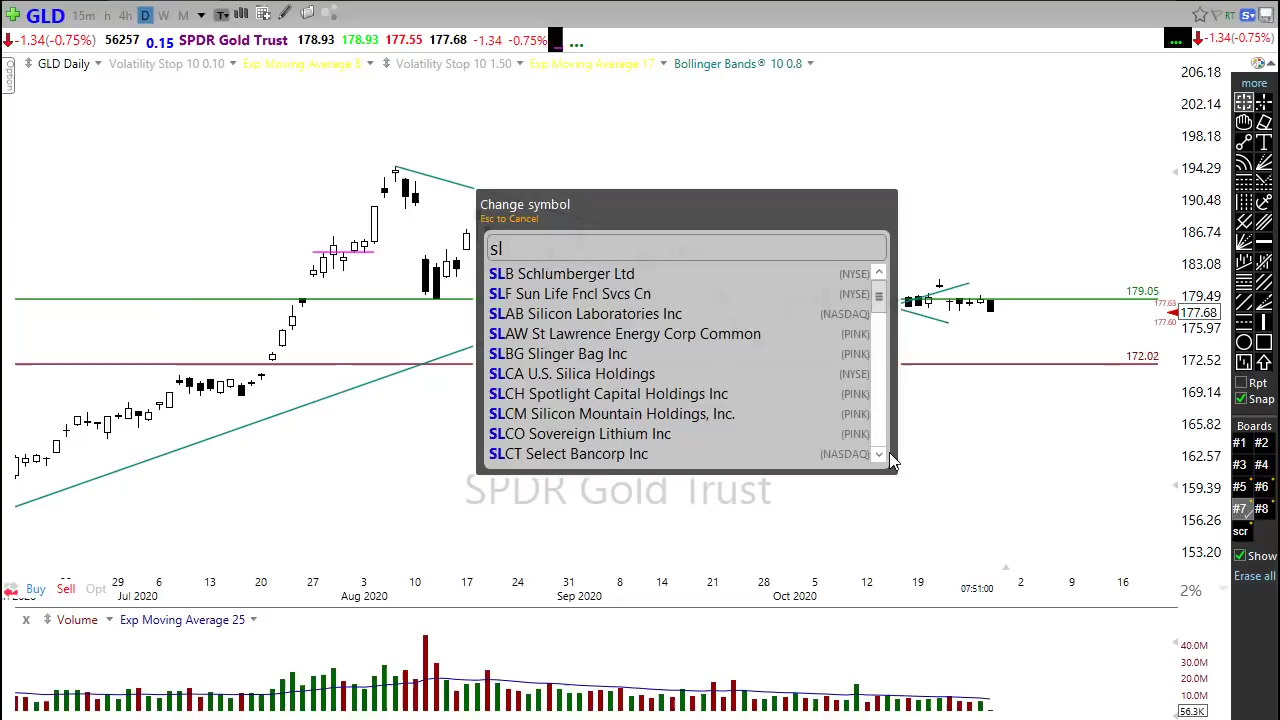 GLD 15m h 4h D W M
-1.34(-0.75%) 56257 0.15 SPDR Gold Trust 178.93 178.93 177.55 177.68 -1.34 -0.75% ... ... -1.34(-0.75%)
Option
GLD Daily Volatility Stop 10 0.10 Exp Moving Average 8 Volatility Stop 10 1.50 Exp Moving Average 17 Bollinger Bands® 10 0.8
RT
more
206.18
202.14
198.18
194.29
190.48
186.74
183.08
179.49
175.97
172.52
169.14
165.82
162.57
159.39
156.26
153.20
179.05
177.63
177.68
177.60
172.02
Change symbol
Esc to Cancel
sl
SLB Schlumberger Ltd (NYSE)
SLF Sun Life Fncl Svcs Cn (NYSE)
SLAB Silicon Laboratories Inc (NASDAQ)
SLAW St Lawrence Energy Corp Common (PINK)
SLBG Slinger Bag Inc (PINK)
SLCA U.S. Silica Holdings (NYSE)
SLCH Spotlight Capital Holdings Inc (PINK)
SLCM Silicon Mountain Holdings, Inc. (PINK)
SLCO Sovereign Lithium Inc (PINK)
SLCT Select Bancorp Inc (NASDAQ)
SPDR Gold Trust
Rpt
Snap
Boards
#1 #2
#3 #4
#5 #6
#7 #8
scr
Show
Erase all
Buy Sell Opt
29 6 13 20 27 3 10 17 24 31 8 14 21 28 5 12 19 07:51:00 2 9 16
Jul 2020 Aug 2020 Sep 2020 Oct 2020
2%
x Volume Exp Moving Average 25
40.0M
30.0M
20.0M
10.0M
56.3K